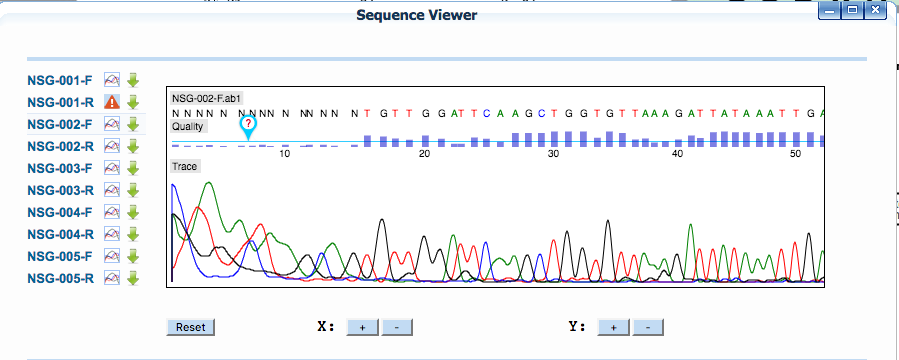 Sequence Viewer
NSG-001-F
NSG-001-R
NSG-002-F
NSG-002-R
NSG-003-F
NSG-003-R
NSG-004-F
NSG-004-R
NSG-005-F
NSG-005-R
NSG-002-F.ab1
N N N N N N N N N N N N N N N T G T T G G A T T C A A G C T G G T G T T A A A G A T T A T A A A T T G A
Quality
?
10 20 30 40 50
Trace
Reset X: + - Y: + -